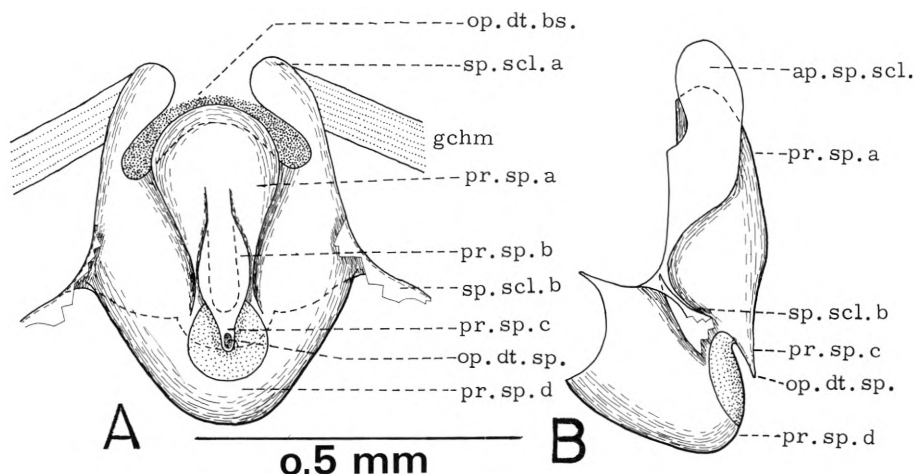 op.dt.bs.
sp.scl.a
gchm
pr.sp.a
pr.sp.b
sp.scl.b
pr.sp.c
op.dt.sp.
pr.sp.d
A
0.5 mm
ap.sp.scl.
pr.sp.a
sp.scl.b
pr.sp.c
op.dt.sp.
pr.sp.d
B